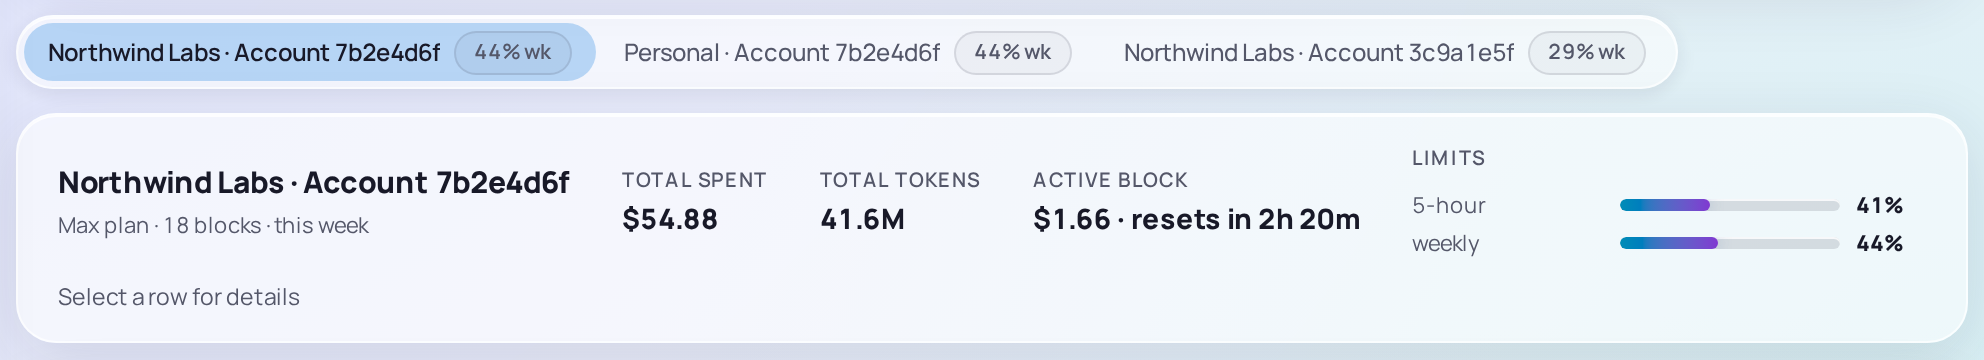 Northwind Labs · Account 7b2e4d6f 44% wk Personal · Account 7b2e4d6f 44% wk Northwind Labs · Account 3c9a1e5f 29% wk
Northwind Labs · Account 7b2e4d6f
Max plan · 18 blocks · this week
TOTAL SPENT
$54.88
TOTAL TOKENS
41.6M
ACTIVE BLOCK
$1.66 · resets in 2h 20m
LIMITS
5-hour 41%
weekly 44%
Select a row for details